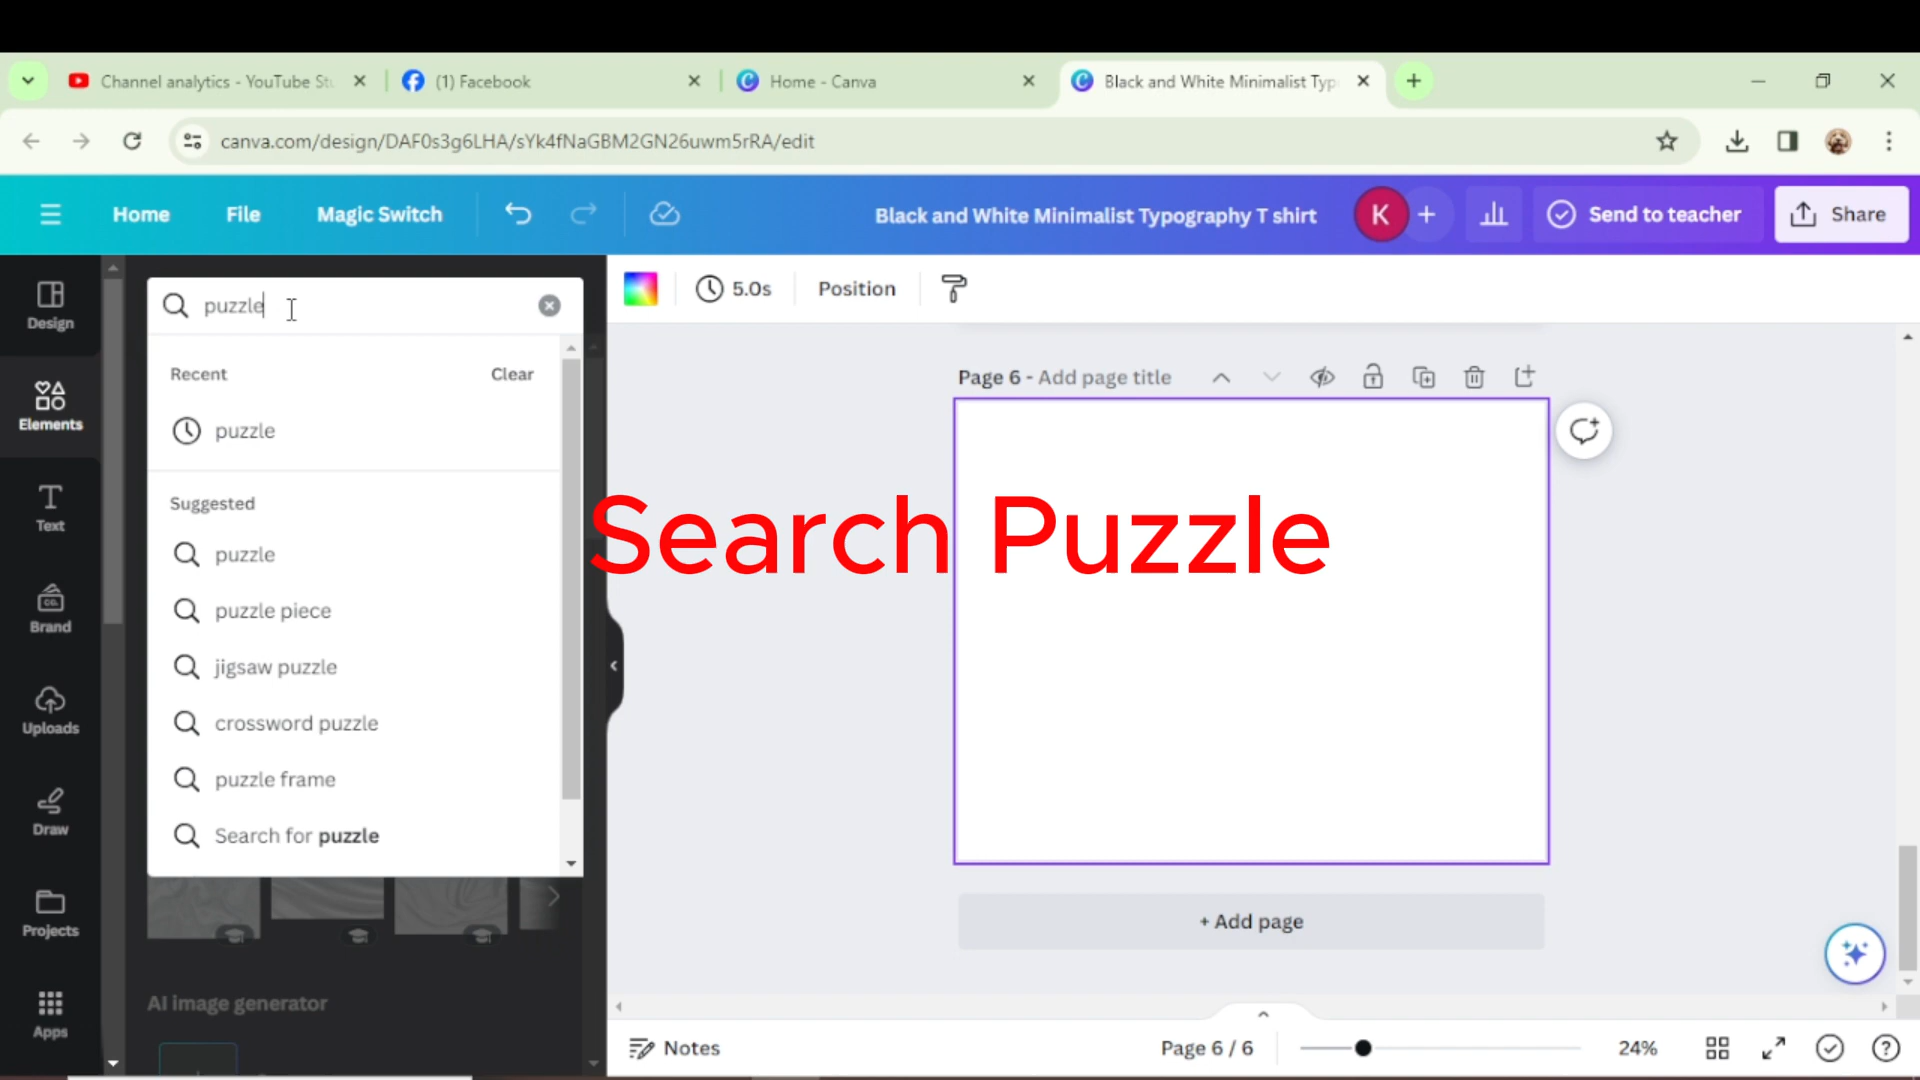 Channel analytics - YouTube Stu
(1) Facebook
Home - Canva
Black and White Minimalist Typ
canva.com/design/DAF0s3g6LHA/sYk4fNaGBM2GN26uwm5rRA/edit
Home
File
Magic Switch
Black and White Minimalist Typography T shirt
K
Send to teacher
Share
Design
Elements
Text
Brand
Uploads
Draw
Projects
Apps
puzzle
Recent
Clear
puzzle
Suggested
puzzle
puzzle piece
jigsaw puzzle
crossword puzzle
puzzle frame
Search for puzzle
AI image generator
5.0s
Position
Page 6 - Add page title
Search Puzzle
+ Add page
Notes
Page 6 / 6
24%